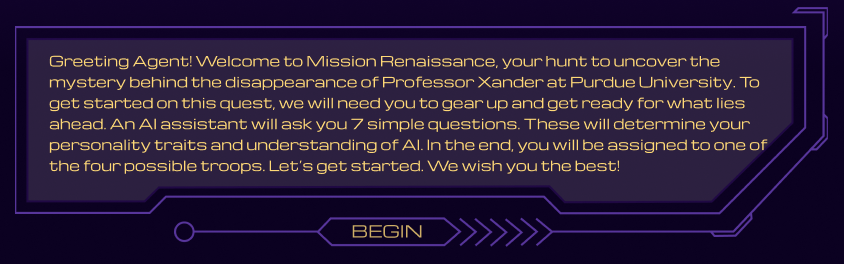 Greeting Agent! Welcome to Mission Renaissance, your hunt to uncover the
mystery behind the disappearance of Professor Xander at Purdue University. To
get started on this quest, we will need you to gear up and get ready for what lies
ahead. An AI assistant will ask you 7 simple questions. These will determine your
personality traits and understanding of AI. In the end, you will be assigned to one of
the four possible troops. Let's get started. We wish you the best!
BEGIN